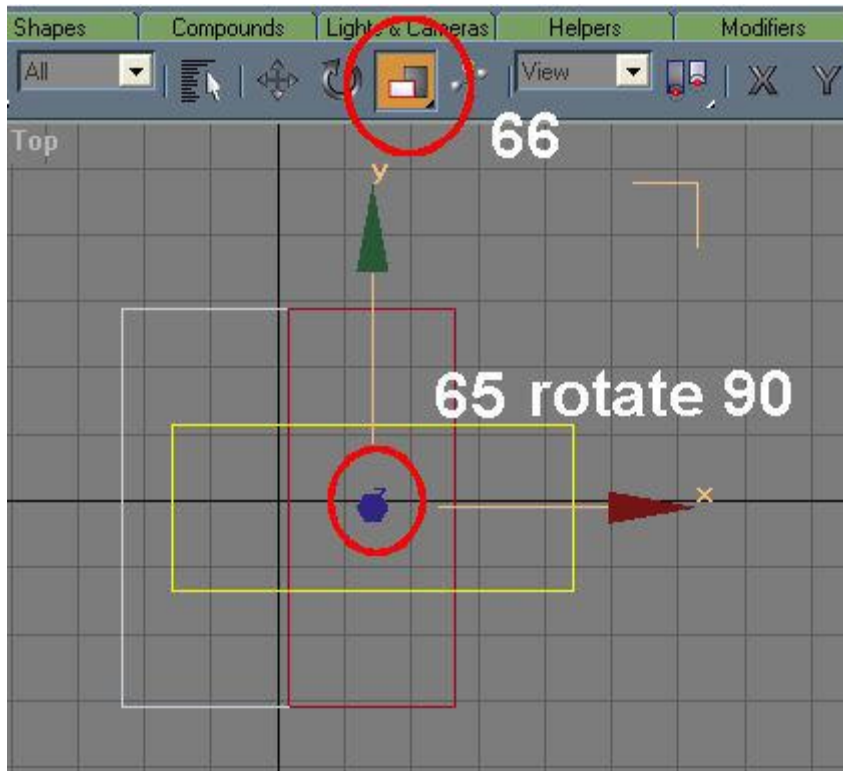 Shapes Compounds Lights & Cameras Helpers Modifiers
All View X Y
66
Top
y
65 rotate 90
z
x